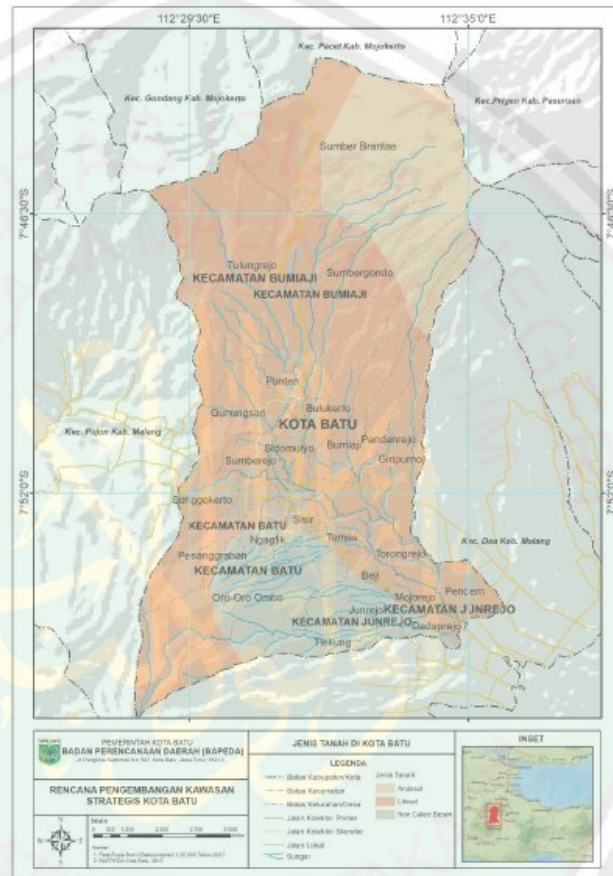 112°29'30"E
112°35'0"E
Kec. Pacet Kab. Mojokerto
Kec. Gondang Kab. Mojokerto
Kec. Prigen Kab. Pasuruan
Sumber Brantas
7°46'30"S
7°46'30"S
Tulungrejo
Sumbergondo
KECAMATAN BUMIAJI
KECAMATAN BUMIAJI
Punten
Gunungsari
Bulukerto
KOTA BATU
Kec. Pujon Kab. Malang
Sidomulyo
Bumiaji
Pandanrejo
Sumberejo
Giripurno
7°52'0"S
7°52'0"S
Songgokerto
Sisir
KECAMATAN BATU
Ngaglik
Temas
Kec. Dau Kab. Malang
Pesanggrahan
Torongrejo
KECAMATAN BATU
Beji
Oro-Oro Ombo
Mojorejo
Pendem
Junrejo
KECAMATAN JUNREJO
KECAMATAN JUNREJO
Dadaprejo
Tlekung
PEMERINTAH KOTA BATU
BADAN PERENCANAAN DAERAH (BAPEDA)
RENCANA PENGEMBANGAN KAWASAN
STRATEGIS KOTA BATU
Skala
JENIS TANAH DI KOTA BATU
LEGENDA
Batas Kabupaten/Kota
Batas Kecamatan
Batas Kelurahan/Desa
Jalan Kolektor Primer
Jalan Kolektor Skunder
Jalan Lokal
Sungai
Jenis Tanah
Andosol
Litosol
Non Calcic Brown
INSET